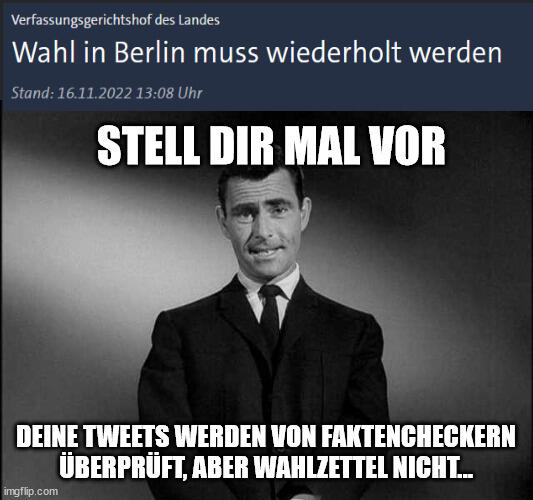 Verfassungsgerichtshof des Landes
Wahl in Berlin muss wiederholt werden
Stand: 16.11.2022 13:08 Uhr
STELL DIR MAL VOR
DEINE TWEETS WERDEN VON FAKTENCHECKERN
ÜBERPRÜFT, ABER WAHLZETTEL NICHT...
imgflip.com